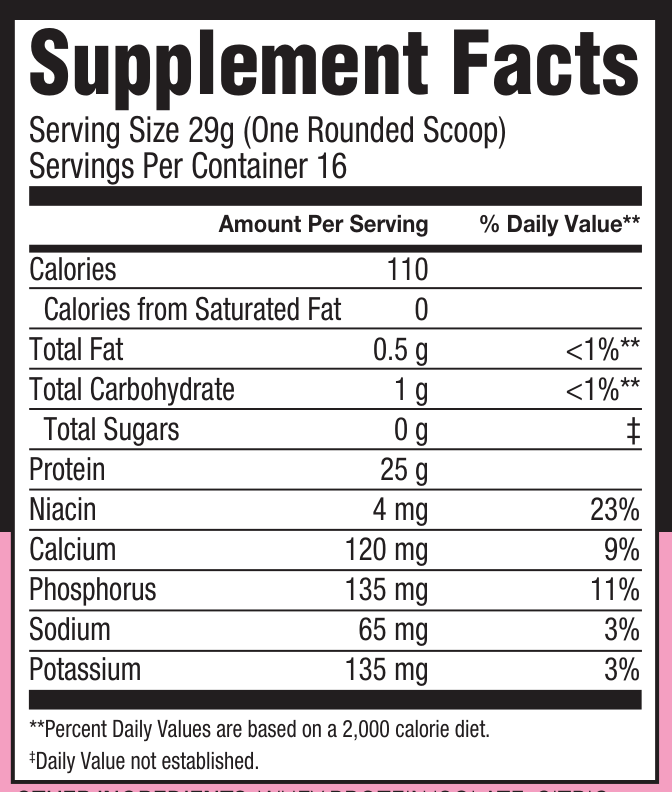 Supplement Facts
Serving Size 29g (One Rounded Scoop)
Servings Per Container 16
Amount Per Serving % Daily Value**
Calories 110
Calories from Saturated Fat 0
Total Fat 0.5 g <1%**
Total Carbohydrate 1 g <1%**
Total Sugars 0 g ‡
Protein 25 g
Niacin 4 mg 23%
Calcium 120 mg 9%
Phosphorus 135 mg 11%
Sodium 65 mg 3%
Potassium 135 mg 3%
**Percent Daily Values are based on a 2,000 calorie diet.
‡Daily Value not established.